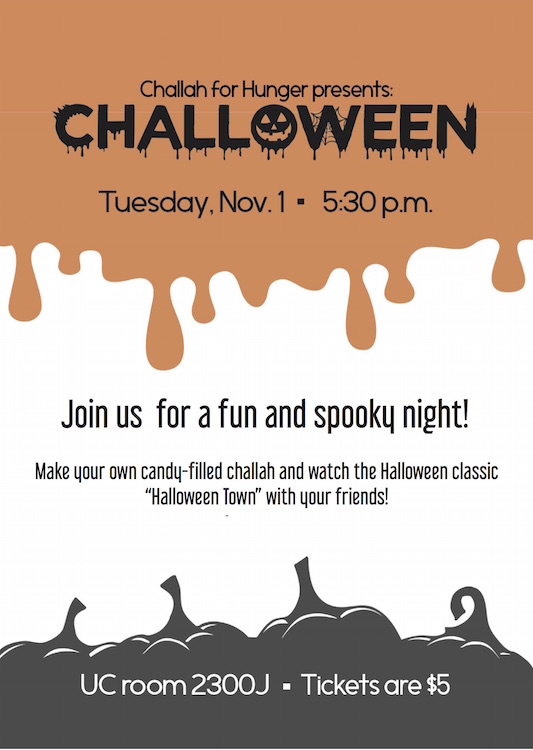 Challah for Hunger presents:
CHALLOWEEN
Tuesday, Nov. 1 ▪ 5:30 p.m.
Join us for a fun and spooky night!
Make your own candy-filled challah and watch the Halloween classic
“Halloween Town” with your friends!
UC room 2300J ▪ Tickets are $5